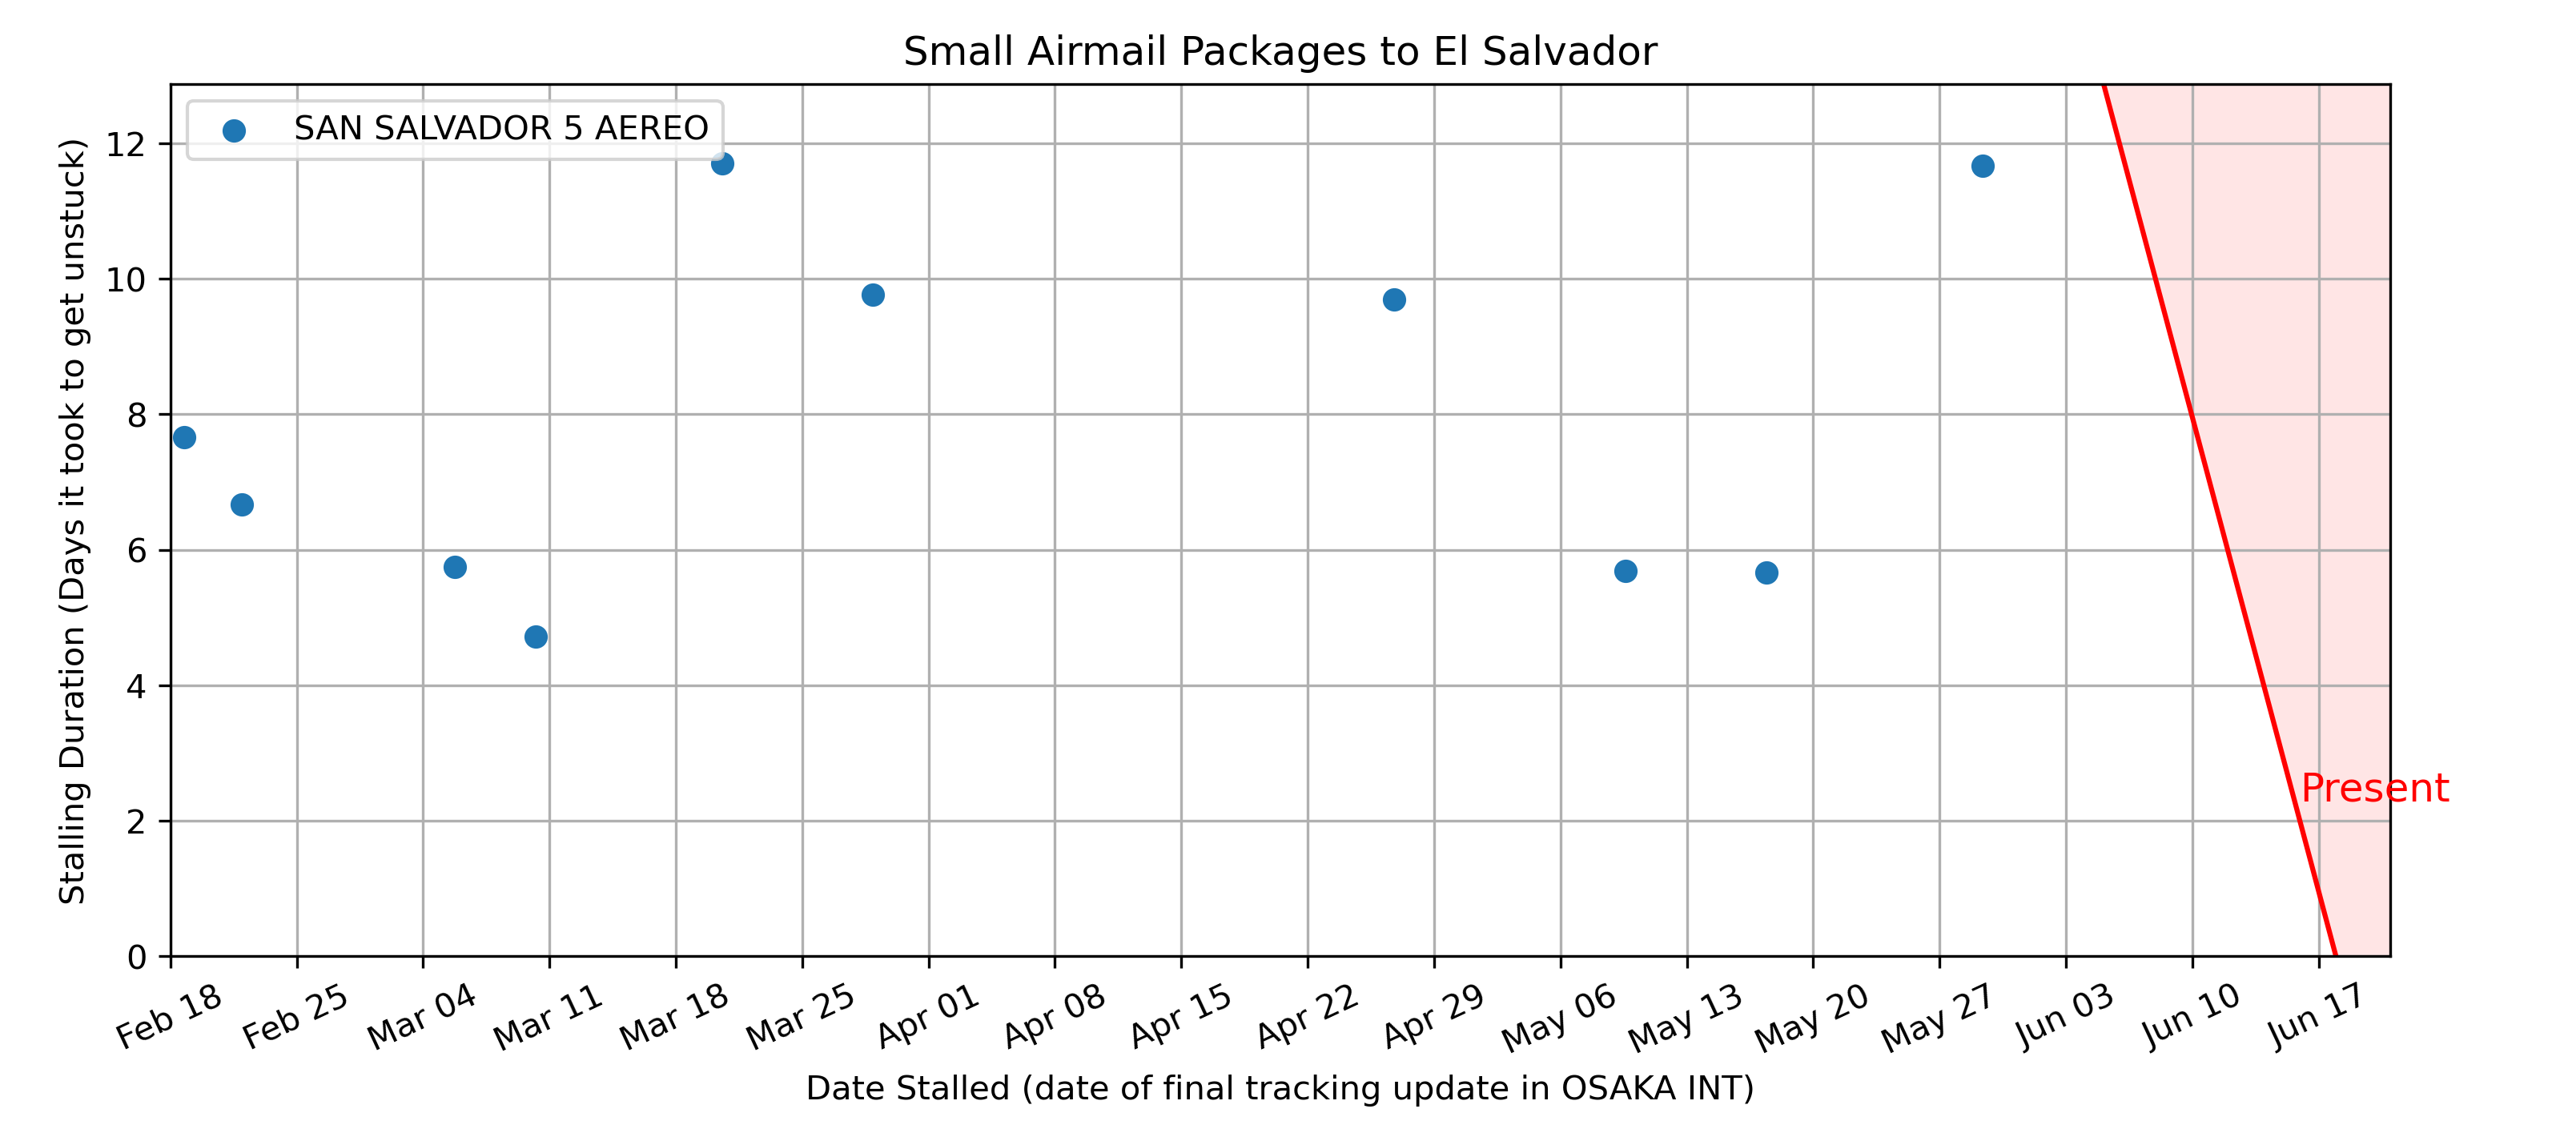 Small Airmail Packages to El Salvador
SAN SALVADOR 5 AEREO
Stalling Duration (Days it took to get unstuck)
12
10
8
6
4
2
0
Present
Feb 18
Feb 25
Mar 04
Mar 11
Mar 18
Mar 25
Apr 01
Apr 08
Apr 15
Apr 22
Apr 29
May 06
May 13
May 20
May 27
Jun 03
Jun 10
Jun 17
Date Stalled (date of final tracking update in OSAKA INT)